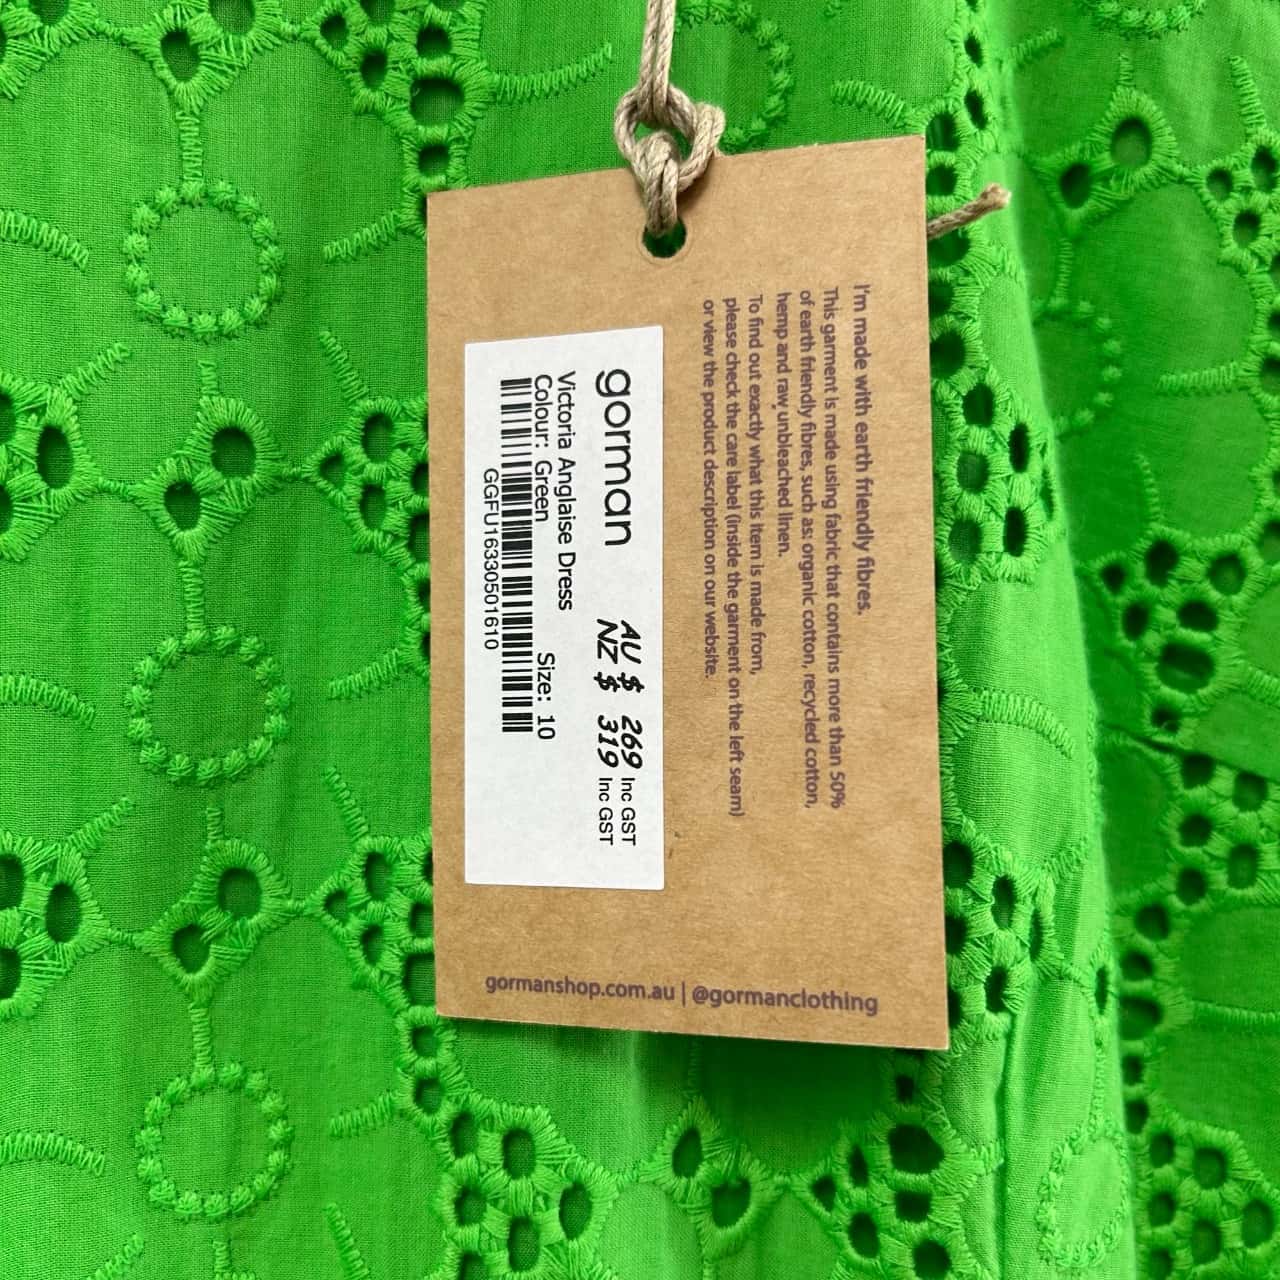 I'm made with earth friendly fibres.
This garment is made using fabric that contains more than 50%
of earth friendly fibres, such as: organic cotton, recycled cotton,
hemp and raw, unbleached linen.
To find out exactly what this item is made from,
please check the care label (inside the garment on the left seam)
or view the product description on our website.
gorman
AU $ 269 Inc GST
NZ $ 319 Inc GST
Victoria Anglaise Dress
Colour: Green Size: 10
GGFU16330501610
gormanshop.com.au | @gormanclothing